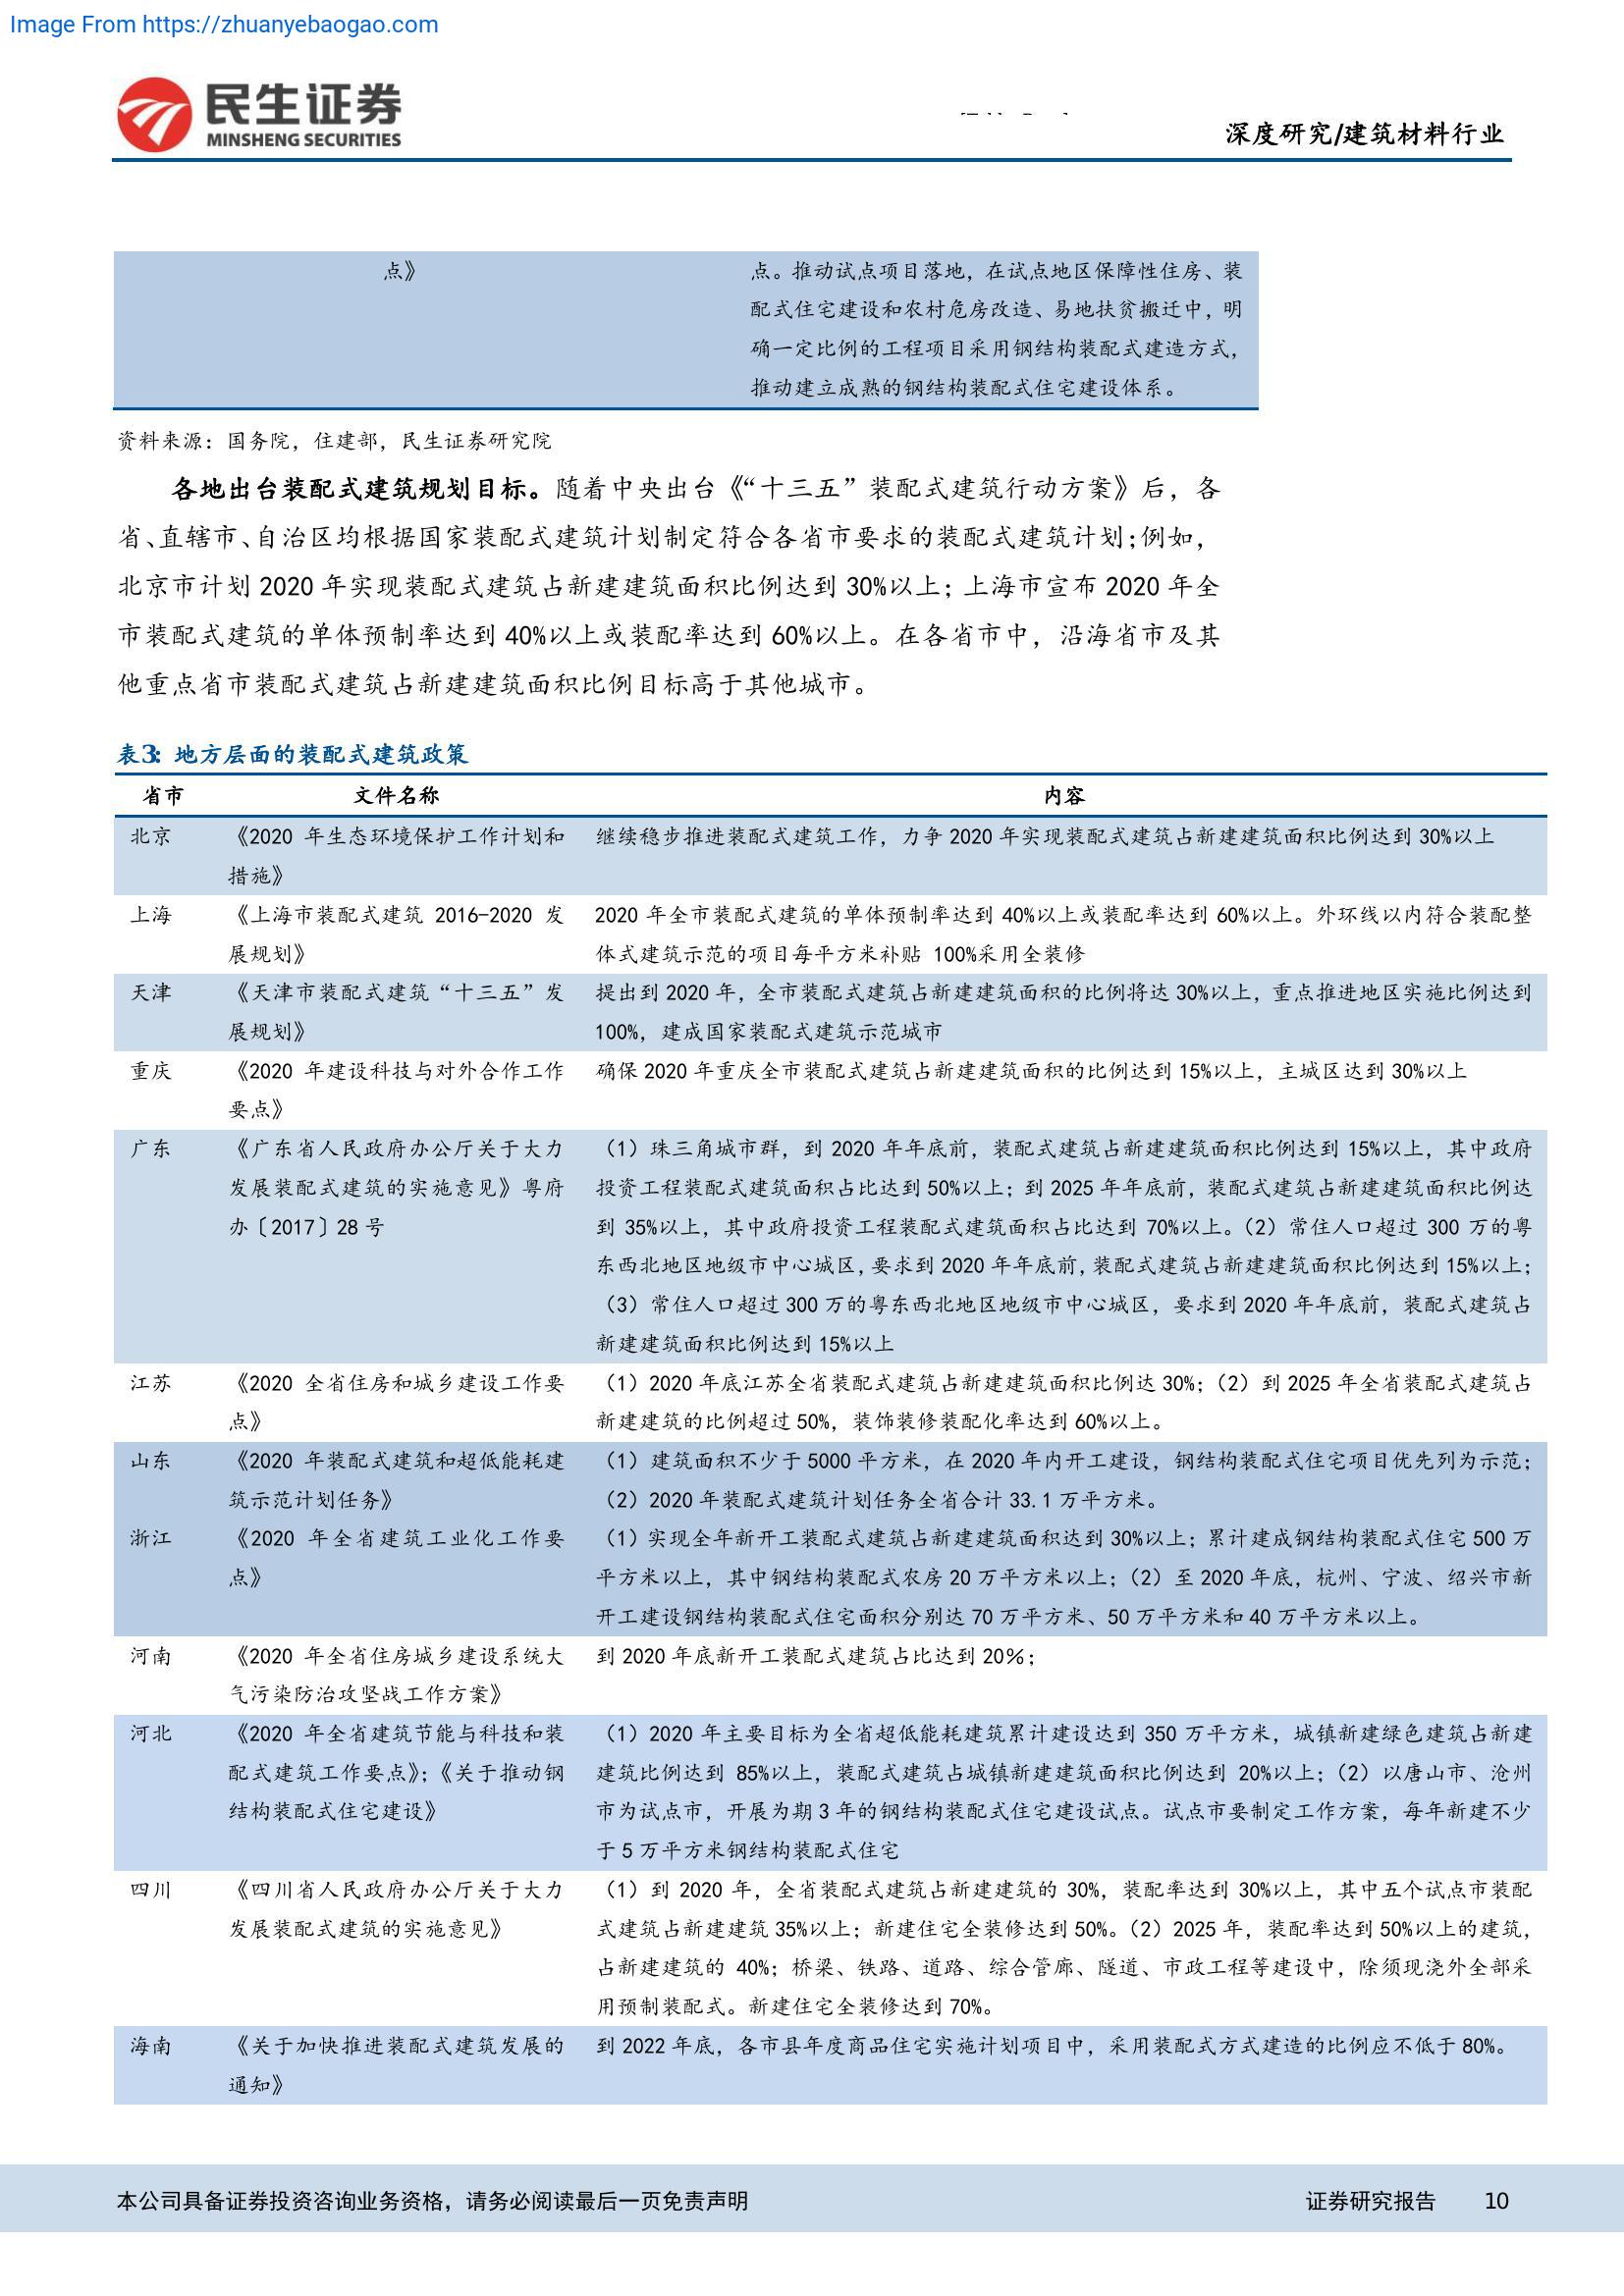 Image From https://zhuanyebaogao.com
民生证券
MINSHENG SECURITIES
深度研究/建筑材料行业
点》
点。推动试点项目落地，在试点地区保障性住房、装
配式住宅建设和农村危房改造、易地扶贫搬迁中，明
确一定比例的工程项目采用钢结构装配式建造方式，
推动建立成熟的钢结构装配式住宅建设体系。
资料来源：国务院，住建部，民生证券研究院
各地出台装配式建筑规划目标。随着中央出台《“十三五”装配式建筑行动方案》后，各
省、直辖市、自治区均根据国家装配式建筑计划制定符合各省市要求的装配式建筑计划；例如，
北京市计划 2020 年实现装配式建筑占新建建筑面积比例达到 30%以上；上海市宣布 2020 年全
市装配式建筑的单体预制率达到 40%以上或装配率达到 60%以上。在各省市中，沿海省市及其
他重点省市装配式建筑占新建建筑面积比例目标高于其他城市。
表3：地方层面的装配式建筑政策
省市 文件名称 内容
北京 《2020 年生态环境保护工作计划和 继续稳步推进装配式建筑工作，力争 2020 年实现装配式建筑占新建建筑面积比例达到 30%以上
措施》
上海 《上海市装配式建筑 2016-2020 发 2020 年全市装配式建筑的单体预制率达到 40%以上或装配率达到 60%以上。外环线以内符合装配整
展规划》 体式建筑示范的项目每平方米补贴 100%采用全装修
天津 《天津市装配式建筑“十三五”发 提出到 2020 年，全市装配式建筑占新建建筑面积的比例将达 30%以上，重点推进地区实施比例达到
展规划》 100%，建成国家装配式建筑示范城市
重庆 《2020 年建设科技与对外合作工作 确保 2020 年重庆全市装配式建筑占新建建筑面积的比例达到 15%以上，主城区达到 30%以上
要点》
广东 《广东省人民政府办公厅关于大力 （1）珠三角城市群，到 2020 年年底前，装配式建筑占新建建筑面积比例达到 15%以上，其中政府
发展装配式建筑的实施意见》粤府 投资工程装配式建筑面积占比达到 50%以上；到 2025 年年底前，装配式建筑占新建建筑面积比例达
办〔2017〕28 号 到 35%以上，其中政府投资工程装配式建筑面积占比达到 70%以上。（2）常住人口超过 300 万的粤
东西北地区地级市中心城区，要求到 2020 年年底前，装配式建筑占新建建筑面积比例达到 15%以上；
（3）常住人口超过 300 万的粤东西北地区地级市中心城区，要求到 2020 年年底前，装配式建筑占
新建建筑面积比例达到 15%以上
江苏 《2020 全省住房和城乡建设工作要 （1）2020 年底江苏全省装配式建筑占新建建筑面积比例达 30%；（2）到 2025 年全省装配式建筑占
点》 新建建筑的比例超过 50%，装饰装修装配化率达到 60%以上。
山东 《2020 年装配式建筑和超低能耗建 （1）建筑面积不少于 5000 平方米，在 2020 年内开工建设，钢结构装配式住宅项目优先列为示范；
筑示范计划任务》 （2）2020 年装配式建筑计划任务全省合计 33.1 万平方米。
浙江 《2020 年全省建筑工业化工作要 （1）实现全年新开工装配式建筑占新建建筑面积达到 30%以上；累计建成钢结构装配式住宅 500 万
点》 平方米以上，其中钢结构装配式农房 20 万平方米以上；（2）至 2020 年底，杭州、宁波、绍兴市新
开工建设钢结构装配式住宅面积分别达 70 万平方米、50 万平方米和 40 万平方米以上。
河南 《2020 年全省住房城乡建设系统大 到 2020 年底新开工装配式建筑占比达到 20%；
气污染防治攻坚战工作方案》
河北 《2020 年全省建筑节能与科技和装 （1）2020 年主要目标为全省超低能耗建筑累计建设达到 350 万平方米，城镇新建绿色建筑占新建
配式建筑工作要点》；《关于推动钢 建筑比例达到 85%以上，装配式建筑占城镇新建建筑面积比例达到 20%以上；（2）以唐山市、沧州
结构装配式住宅建设》 市为试点市，开展为期 3 年的钢结构装配式住宅建设试点。试点市要制定工作方案，每年新建不少
于 5 万平方米钢结构装配式住宅
四川 《四川省人民政府办公厅关于大力 （1）到 2020 年，全省装配式建筑占新建建筑的 30%，装配率达到 30%以上，其中五个试点市装配
发展装配式建筑的实施意见》 式建筑占新建建筑 35%以上；新建住宅全装修达到 50%。（2）2025 年，装配率达到 50%以上的建筑，
占新建建筑的 40%；桥梁、铁路、道路、综合管廊、隧道、市政工程等建设中，除须现浇外全部采
用预制装配式。新建住宅全装修达到 70%。
海南 《关于加快推进装配式建筑发展的 到 2022 年底，各市县年度商品住宅实施计划项目中，采用装配式方式建造的比例应不低于 80%。
通知》
本公司具备证券投资咨询业务资格，请务必阅读最后一页免责声明 证券研究报告 10